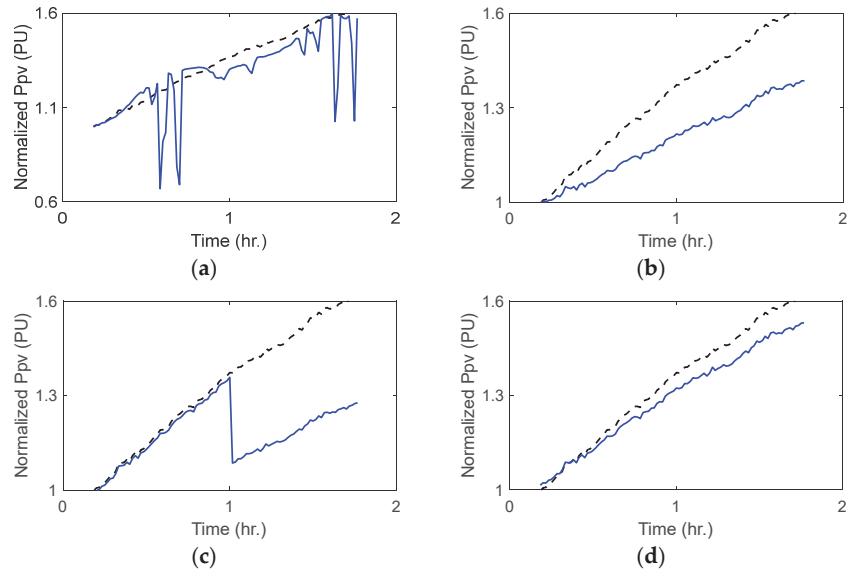 1.6
1.1
0.6
0
1
2
Normalized Ppv (PU)
Time (hr.)
(a)
1.6
1.3
1
0
1
2
Normalized Ppv (PU)
Time (hr.)
(b)
1.6
1.3
1
0
1
2
Normalized Ppv (PU)
Time (hr.)
(c)
1.6
1.3
1
0
1
2
Normalized Ppv (PU)
Time (hr.)
(d)